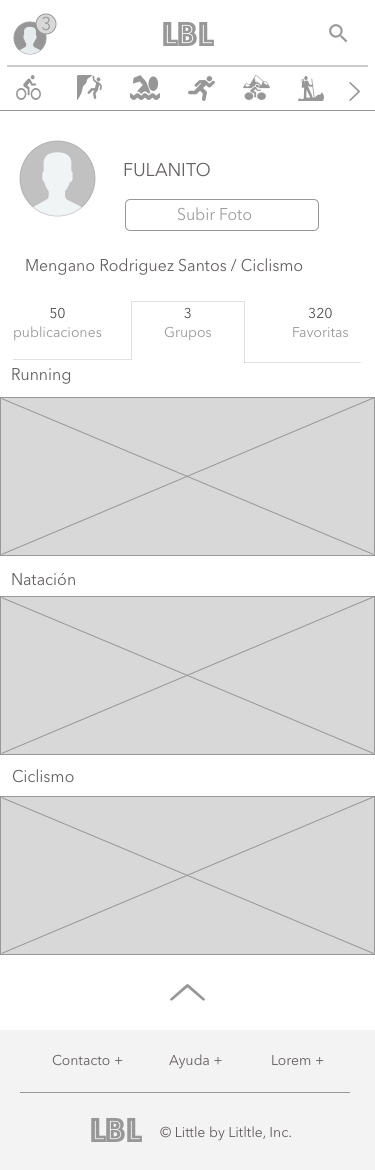 3
LBL
FULANITO
Subir Foto
Mengano Rodriguez Santos / Ciclismo
50
publicaciones
3
Grupos
320
Favoritas
Running
Natación
Ciclismo
Contacto +
Ayuda +
Lorem +
LBL
© Little by Litltle, Inc.